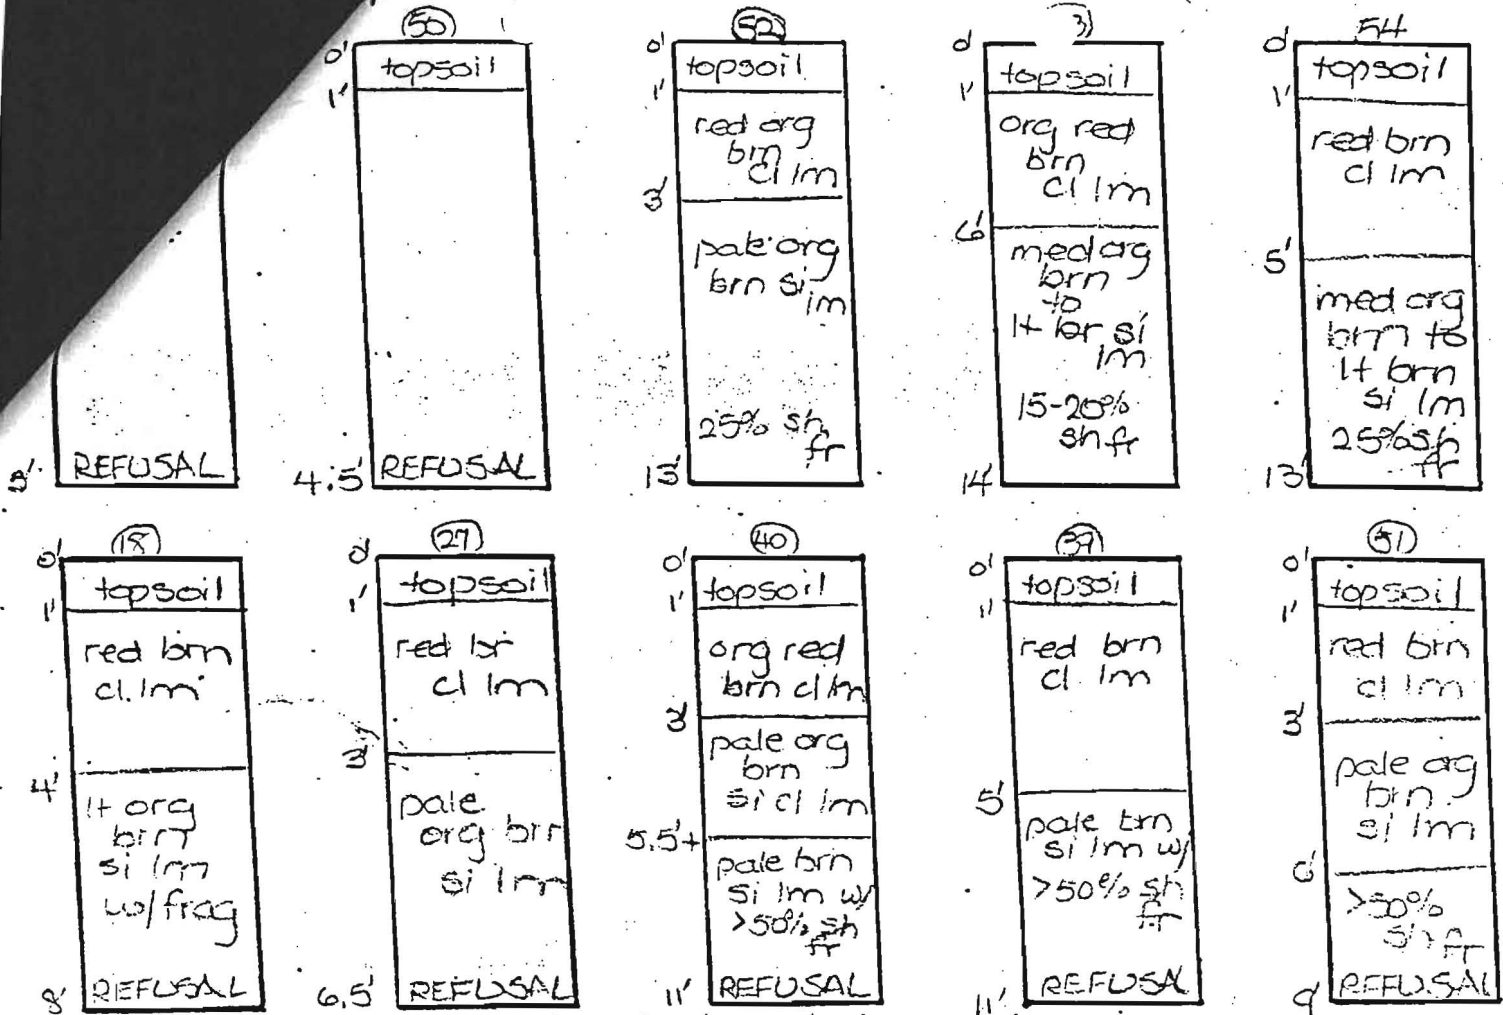 50
0'
topsoil
1'
4.5'
REFUSAL
52
0'
topsoil
1'
red org
brn
cl lm
3'
pale org
brn si
lm
25% sh
fr
13'
0'
topsoil
1'
org red
brn
cl lm
6'
med org
brn
to
lt br si
lm
15-20%
sh fr
14'
54
0'
topsoil
1'
red brn
cl lm
5'
med org
brn to
lt brn
si lm
25% sh
fr
13'
REFUSAL
18
0'
topsoil
1'
red brn
cl. lm
4'
lt org
brn
si lm
w/frag
8'
REFUSAL
27
0'
topsoil
1'
red br
cl lm
3'
pale
org brn
si lm
6.5'
REFUSAL
40
0'
topsoil
1'
org red
brn cl lm
3'
pale org
brn
si cl lm
5.5'+
pale brn
si lm w/
>50% sh
fr
11'
REFUSAL
39
0'
topsoil
1'
red brn
cl lm
5'
pale brn
si lm w/
>50% sh
fr
11'
REFUSAL
51
0'
topsoil
1'
red brn
cl lm
3'
pale org
brn
si lm
6'
>50%
sh fr
9'
REFUSAL